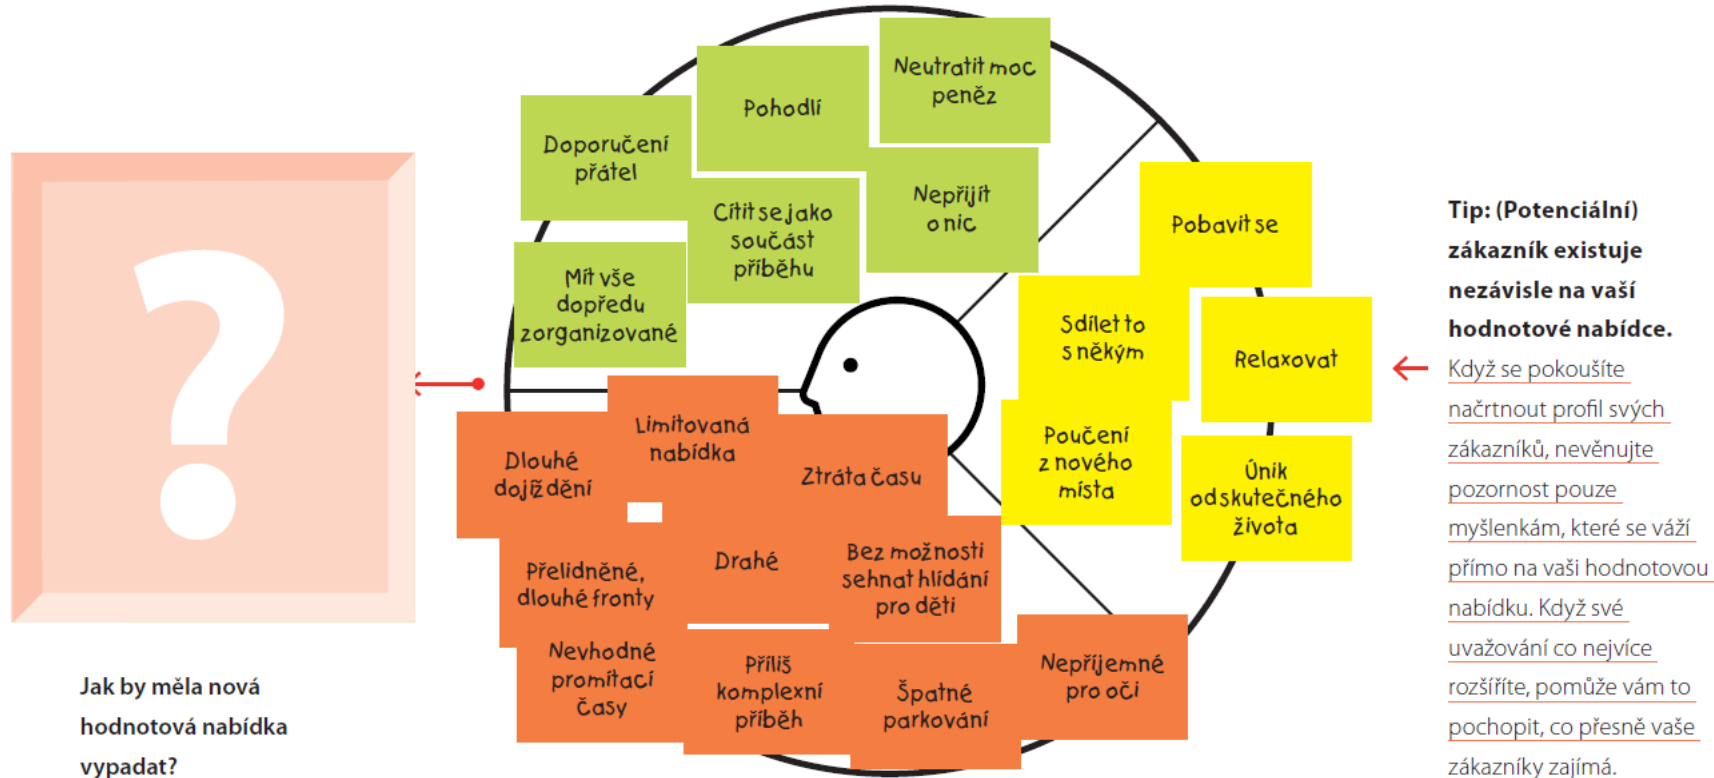 Neutratit moc
peněz
Pohodlí
Doporučení
přátel
Nepřijít
o nic
Cítit se jako
součást
příběhu
Mít vše
dopředu
zorganizované
Pobavit se
Sdílet to
s někým
Relaxovat
Poučení
z nového
místa
Únik
od skutečného
života
Limitovaná
nabídka
Dlouhé
dojíždění
Ztráta času
Přelidněné,
dlouhé fronty
Drahé
Bez možnosti
sehnat hlídání
pro děti
Nevhodné
promítací
časy
Příliš
komplexní
příběh
Špatné
parkování
Nepříjemné
pro oči
?
Jak by měla nová
hodnotová nabídka
vypadat?
Tip: (Potenciální)
zákazník existuje
nezávisle na vaší
hodnotové nabídce.
Když se pokoušíte
načrtnout profil svých
zákazníků, nevěnujte
pozornost pouze
myšlenkám, které se váží
přímo na vaši hodnotovou
nabídku. Když své
uvažování co nejvíce
rozšíříte, pomůže vám to
pochopit, co přesně vaše
zákazníky zajímá.